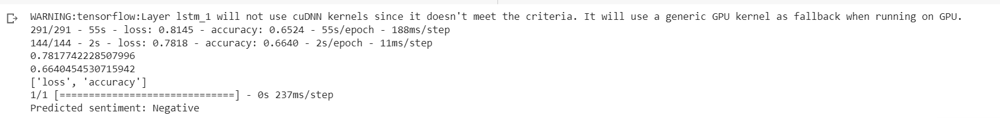 WARNING:tensorflow:Layer lstm_1 will not use cuDNN kernels since it doesn't meet the criteria. It will use a generic GPU kernel as fallback when running on GPU.
291/291 - 55s - loss: 0.8145 - accuracy: 0.6524 - 55s/epoch - 188ms/step
144/144 - 2s - loss: 0.7818 - accuracy: 0.6640 - 2s/epoch - 11ms/step
0.7817742228507996
0.6640454530715942
['loss', 'accuracy']
1/1 [==============================] - 0s 237ms/step
Predicted sentiment: Negative